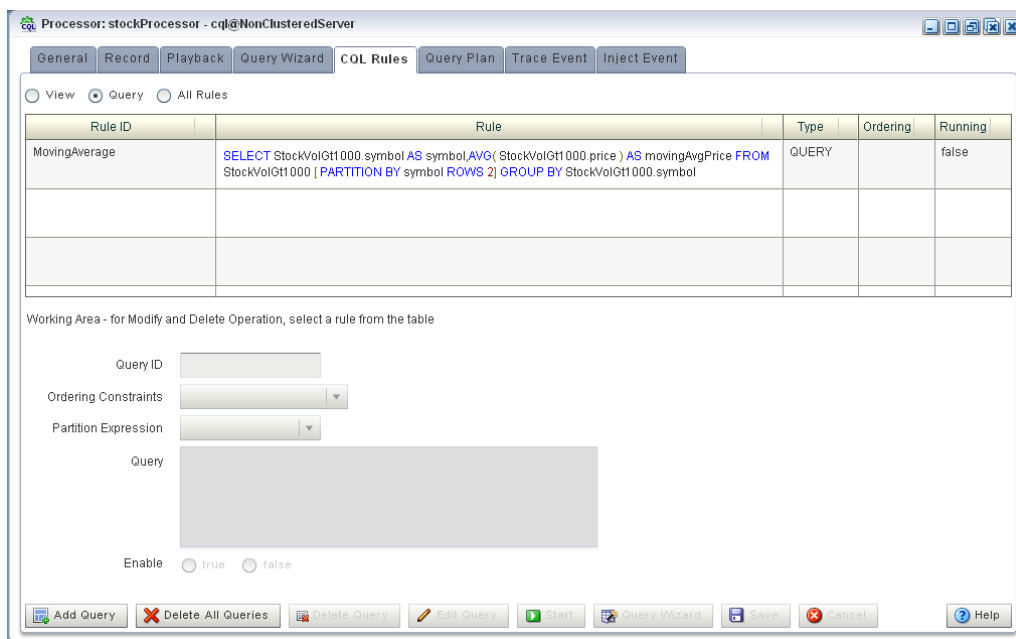 CQL Processor: stockProcessor - cql@NonClusteredServer
General Record Playback Query Wizard CQL Rules Query Plan Trace Event Inject Event
View Query All Rules
Rule ID Rule Type Ordering Running
MovingAverage SELECT StockVolGt1000.symbol AS symbol,AVG( StockVolGt1000.price ) AS movingAvgPrice FROM QUERY false
StockVolGt1000 [ PARTITION BY symbol ROWS 2] GROUP BY StockVolGt1000.symbol
Working Area - for Modify and Delete Operation, select a rule from the table
Query ID
Ordering Constraints
Partition Expression
Query
Enable true false
Add Query Delete All Queries Delete Query Edit Query Start Query Wizard Save Cancel Help